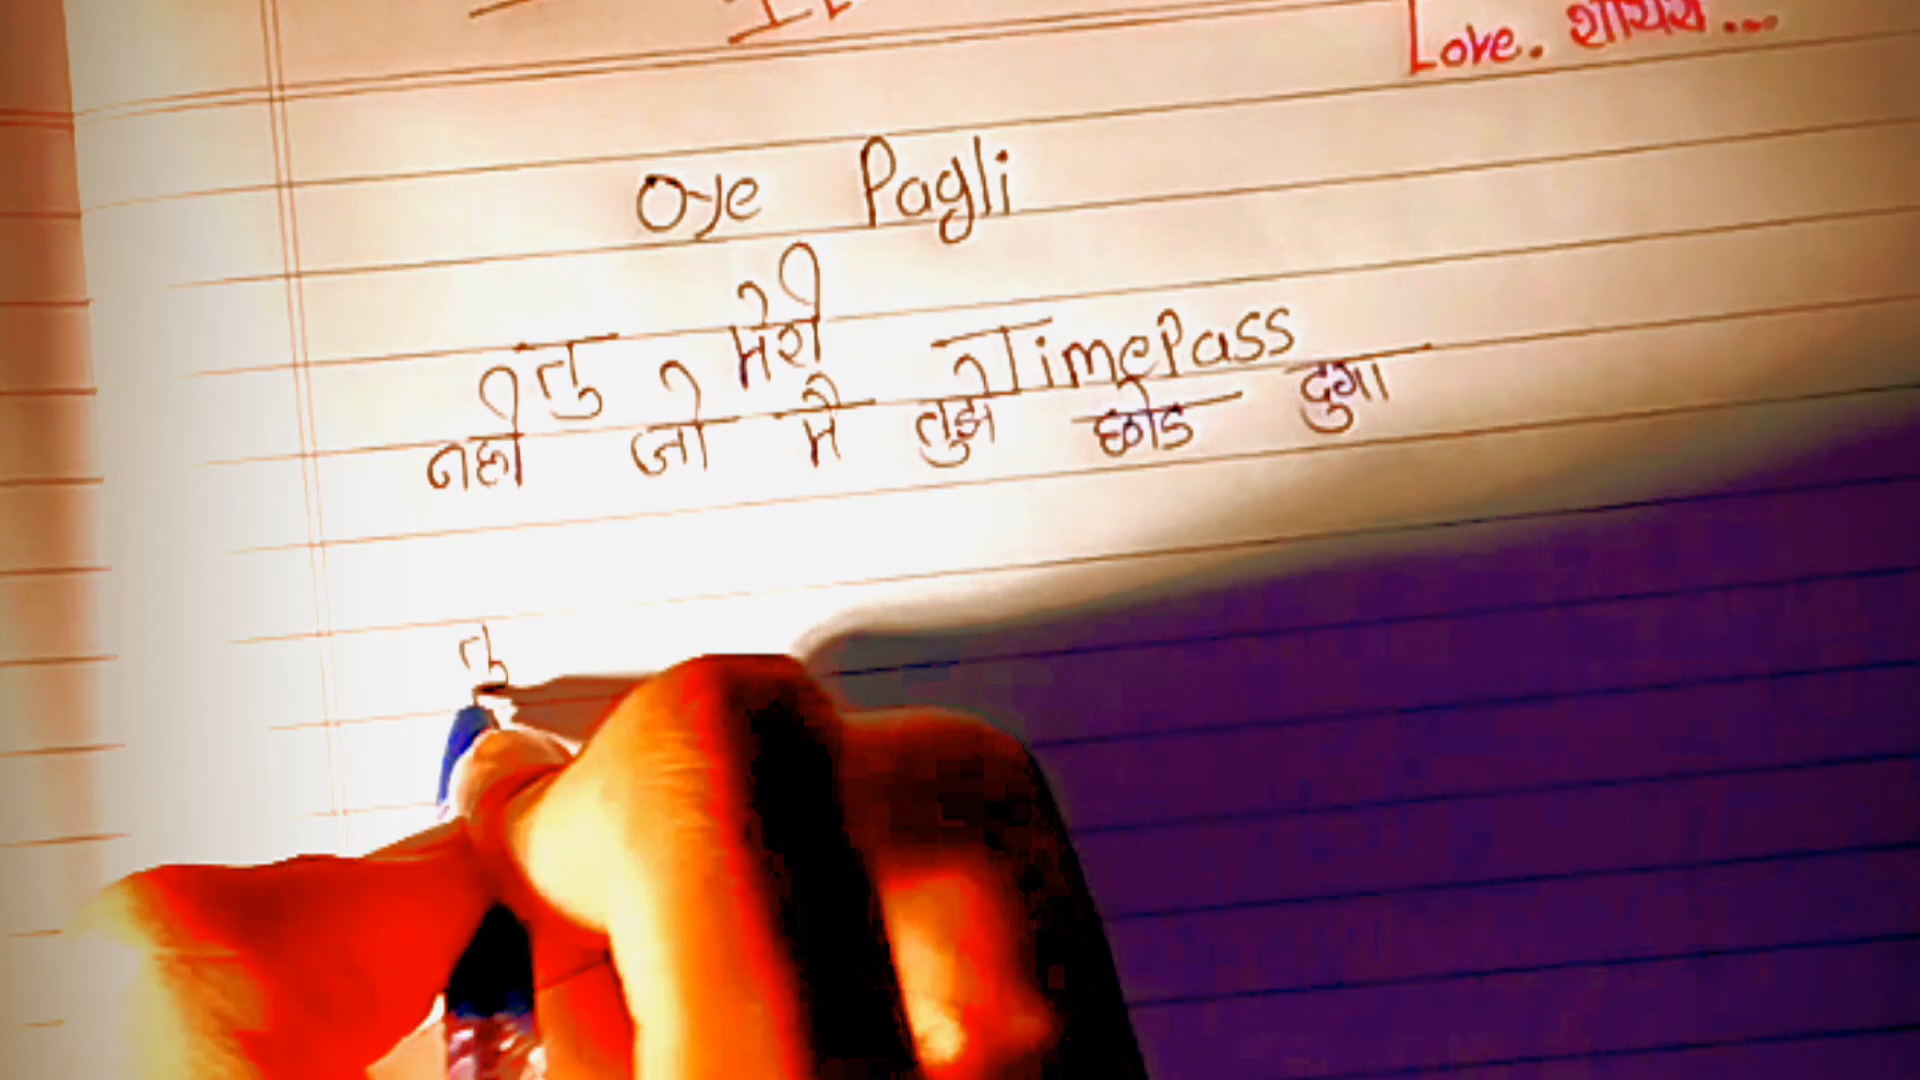 Love. शायरी...
Oye Pagli
तु मेरी Timepass
नही जो मै तुझे छोड दुगा
तु